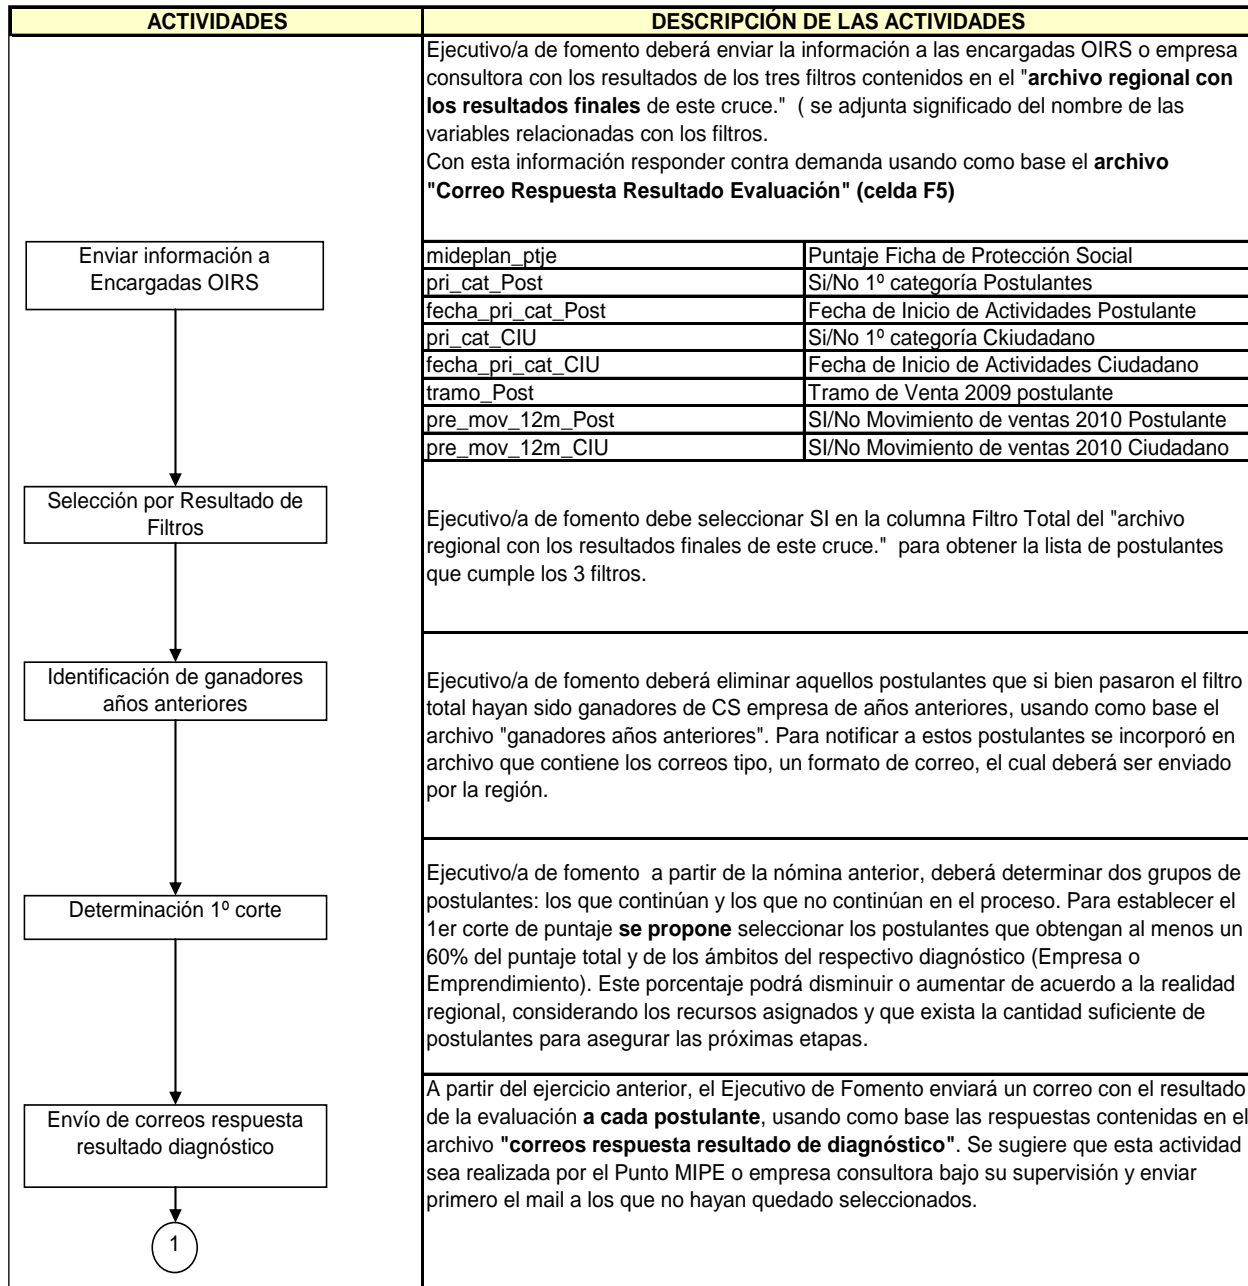 ACTIVIDADES
DESCRIPCIÓN DE LAS ACTIVIDADES
Ejecutivo/a de fomento deberá enviar la información a las encargadas OIRS o empresa
consultora con los resultados de los tres filtros contenidos en el "archivo regional con
los resultados finales de este cruce."  ( se adjunta significado del nombre de las
variables relacionadas con los filtros.
Con esta información responder contra demanda usando como base el archivo
"Correo Respuesta Resultado Evaluación" (celda F5)
Enviar información a
Encargadas OIRS
mideplan_ptje Puntaje Ficha de Protección Social
pri_cat_Post Si/No 1º categoría Postulantes
fecha_pri_cat_Post Fecha de Inicio de Actividades Postulante
pri_cat_CIU Si/No 1º categoría Ckiudadano
fecha_pri_cat_CIU Fecha de Inicio de Actividades Ciudadano
tramo_Post Tramo de Venta 2009 postulante
pre_mov_12m_Post SI/No Movimiento de ventas 2010 Postulante
pre_mov_12m_CIU SI/No Movimiento de ventas 2010 Ciudadano
Selección por Resultado de
Filtros
Ejecutivo/a de fomento debe seleccionar SI en la columna Filtro Total del "archivo
regional con los resultados finales de este cruce."  para obtener la lista de postulantes
que cumple los 3 filtros.
Identificación de ganadores
años anteriores
Ejecutivo/a de fomento deberá eliminar aquellos postulantes que si bien pasaron el filtro
total hayan sido ganadores de CS empresa de años anteriores, usando como base el
archivo "ganadores años anteriores". Para notificar a estos postulantes se incorporó en
archivo que contiene los correos tipo, un formato de correo, el cual deberá ser enviado
por la región.
Determinación 1º corte
Ejecutivo/a de fomento  a partir de la nómina anterior, deberá determinar dos grupos de
postulantes: los que continúan y los que no continúan en el proceso. Para establecer el
1er corte de puntaje se propone seleccionar los postulantes que obtengan al menos un
60% del puntaje total y de los ámbitos del respectivo diagnóstico (Empresa o
Emprendimiento). Este porcentaje podrá disminuir o aumentar de acuerdo a la realidad
regional, considerando los recursos asignados y que exista la cantidad suficiente de
postulantes para asegurar las próximas etapas.
Envío de correos respuesta
resultado diagnóstico
A partir del ejercicio anterior, el Ejecutivo de Fomento enviará un correo con el resultado
de la evaluación a cada postulante, usando como base las respuestas contenidas en el
archivo "correos respuesta resultado de diagnóstico". Se sugiere que esta actividad
sea realizada por el Punto MIPE o empresa consultora bajo su supervisión y enviar
primero el mail a los que no hayan quedado seleccionados.
1